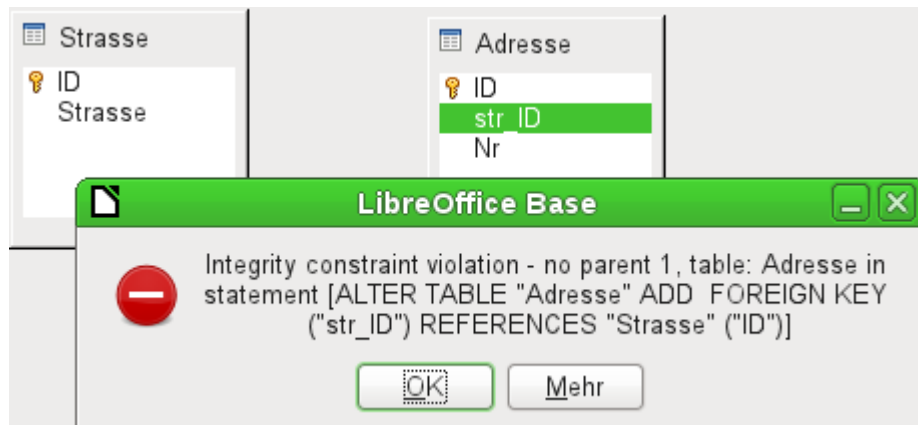 Strasse
ID
Strasse
Adresse
ID
str_ID
Nr
LibreOffice Base
Integrity constraint violation - no parent 1, table: Adresse in
statement [ALTER TABLE "Adresse" ADD  FOREIGN KEY
("str_ID") REFERENCES "Strasse" ("ID")]
OK
Mehr